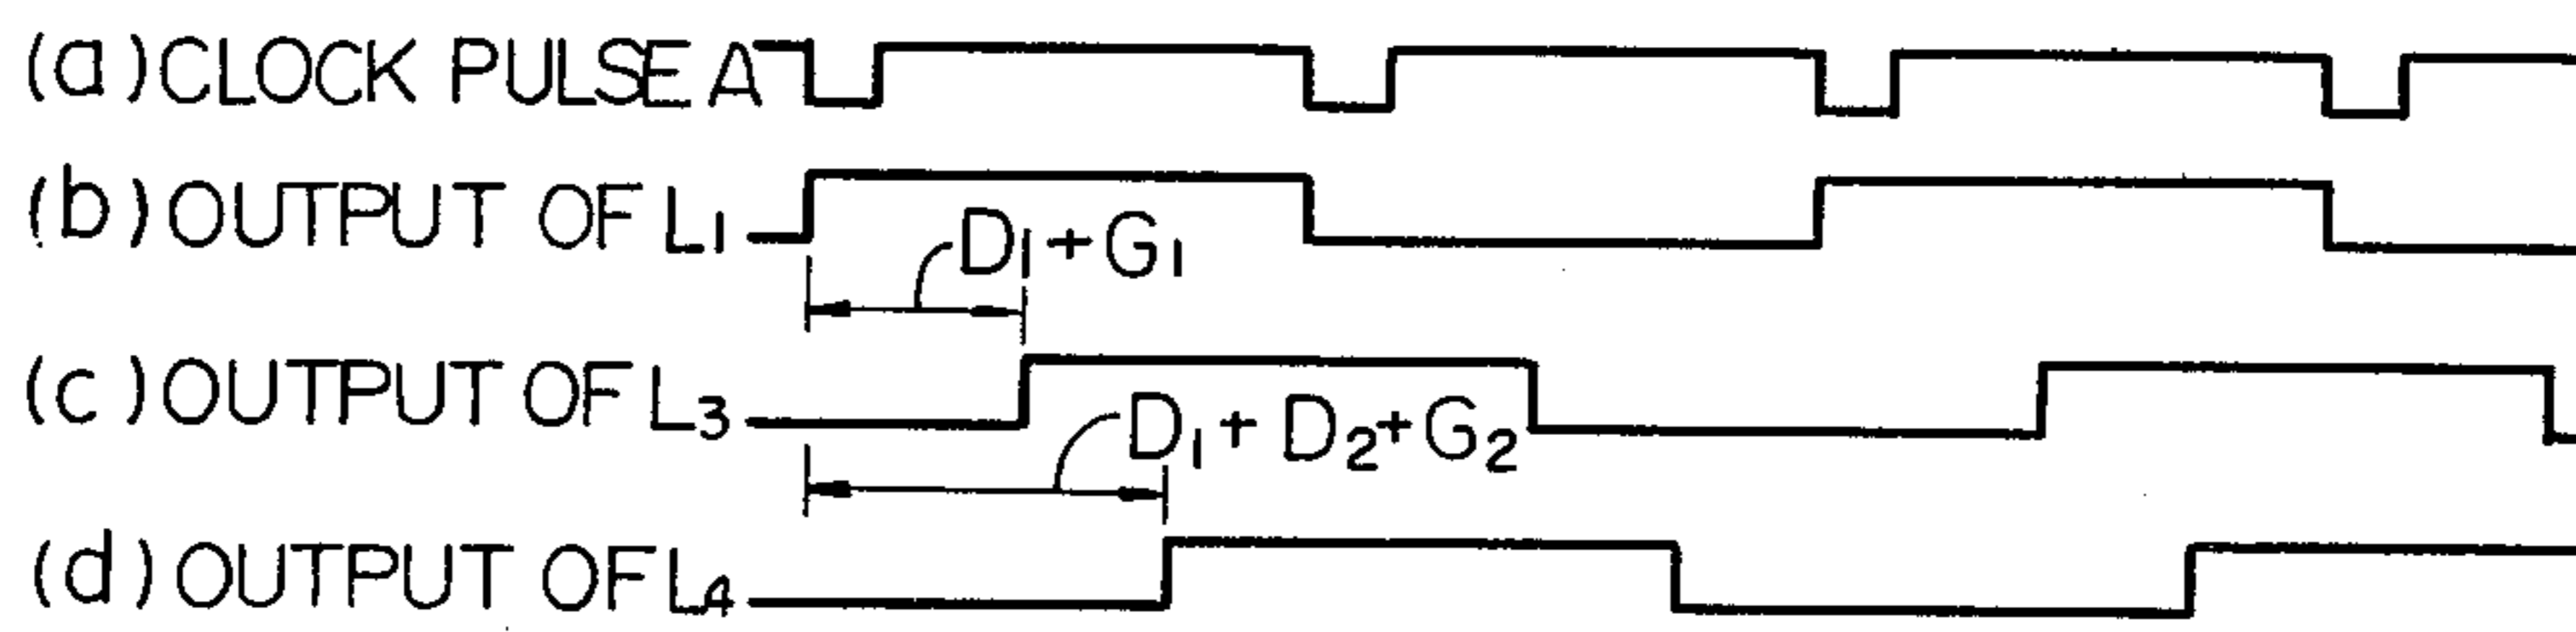 (a) CLOCK PULSE A
(b) OUTPUT OF L1
D1+G1
(c) OUTPUT OF L3
D1+D2+G2
(d) OUTPUT OF L4